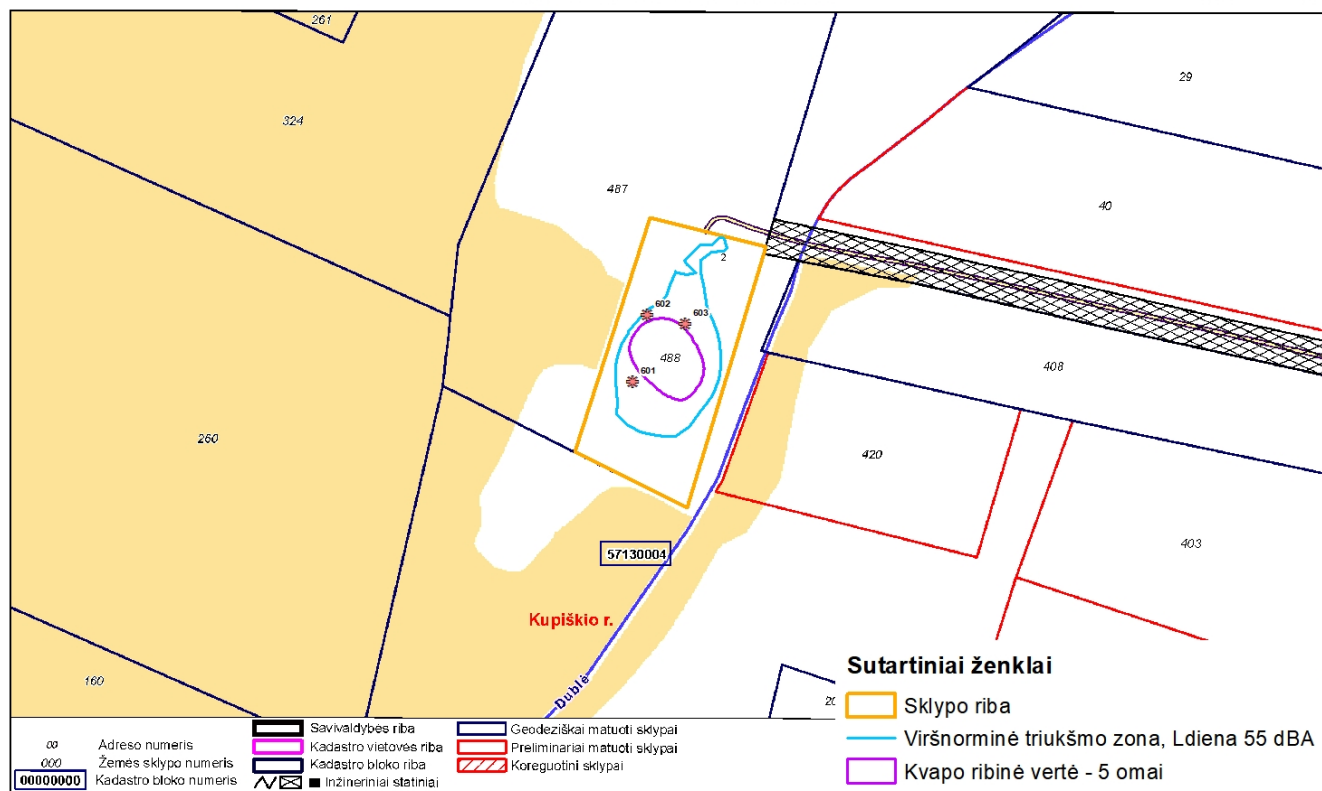 261
324
29
487
40
2
602
603
488
601
408
260
420
403
57130004
Kupiškio r.
160
Dublė
Sutartiniai ženklai
Sklypo riba
Viršnorminė triukšmo zona, Ldiena 55 dBA
Kvapo ribinė vertė - 5 omai
00 Adreso numeris
000 Žemės sklypo numeris
00000000 Kadastro bloko numeris
Savivaldybės riba
Kadastro vietovės riba
Kadastro bloko riba
Inžineriniai statiniai
Geodeziškai matuoti sklypai
Preliminariai matuoti sklypai
Koreguotini sklypai